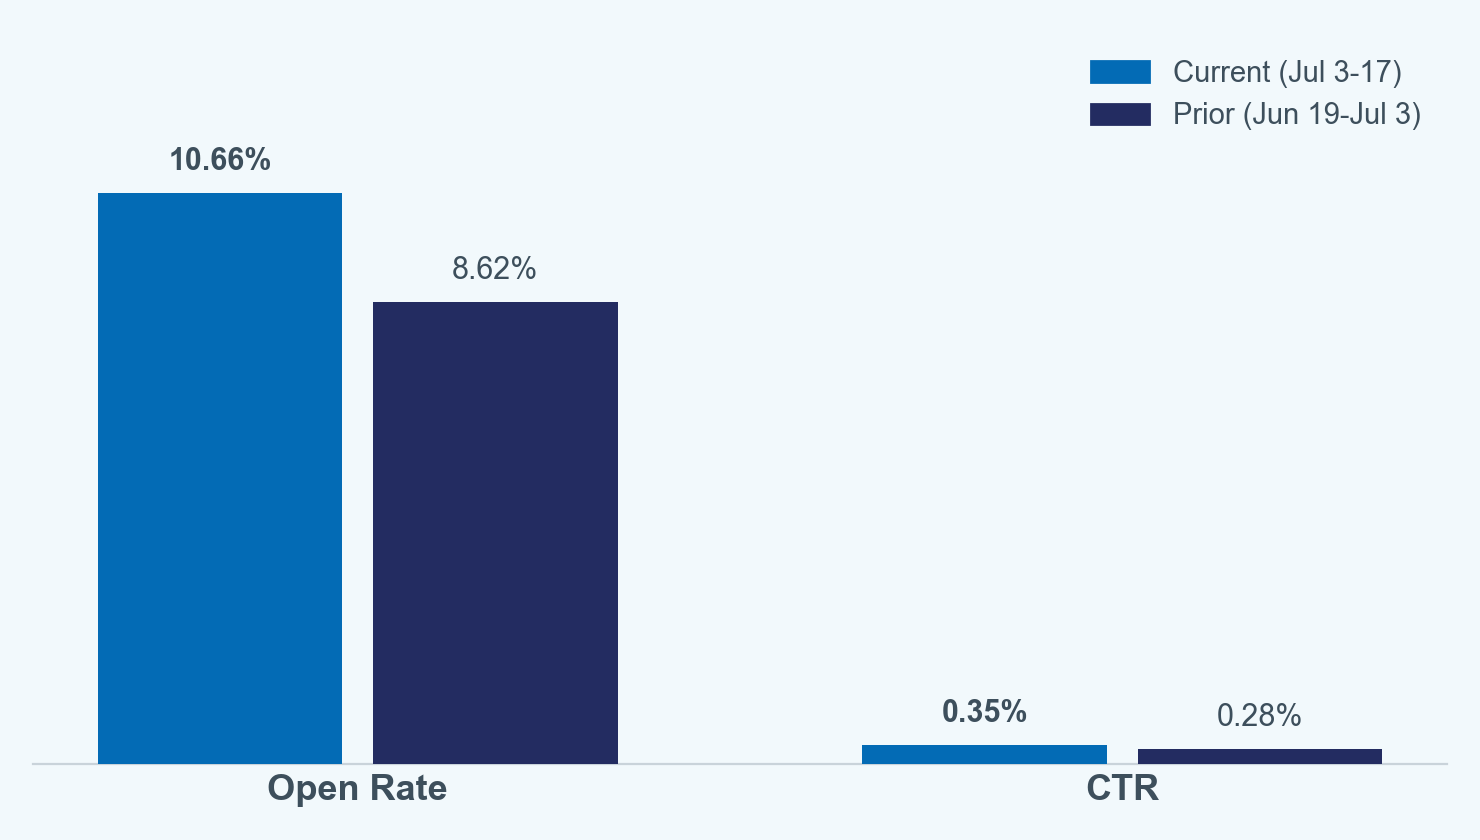 Current (Jul 3-17)
Prior (Jun 19-Jul 3)
10.66%
8.62%
0.35%
0.28%
Open Rate
CTR